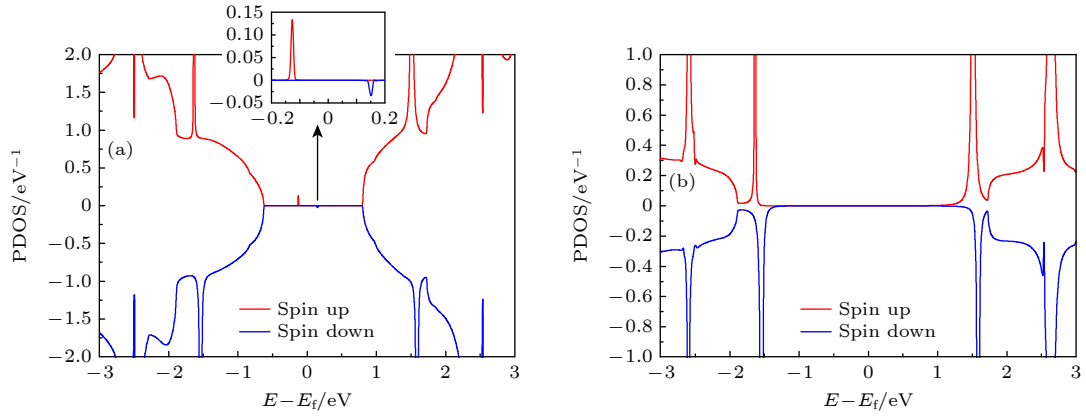 0.15
0.10
0.05
0
−0.05
−0.2 0 0.2
2.0
1.5
1.0
0.5
0
−0.5
−1.0
−1.5
−2.0
PDOS/eV−1
(a)
Spin up
Spin down
−3 −2 −1 0 1 2 3
E−Ef/eV
1.0
0.8
0.6
0.4
0.2
0
−0.2
−0.4
−0.6
−0.8
−1.0
PDOS/eV−1
(b)
Spin up
Spin down
−3 −2 −1 0 1 2 3
E−Ef/eV